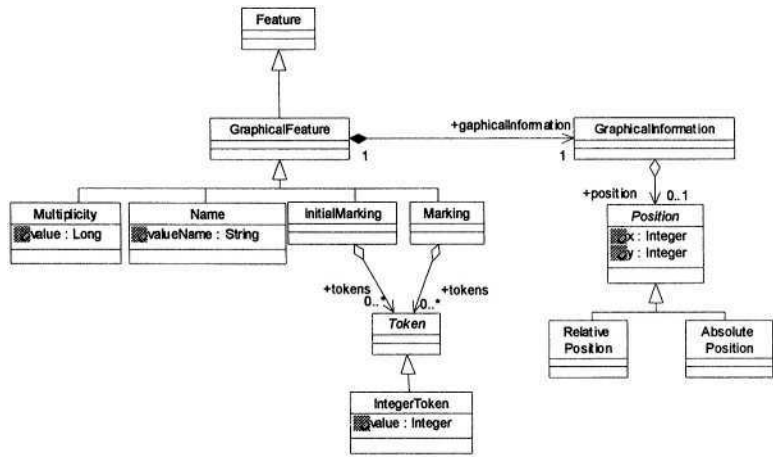 Feature
GraphicalFeature
1
+gaphicalInformation
1
GraphicalInformation
+position
0..1
Multiplicity
value : Long
Name
valueName : String
InitialMarking
Marking
Position
x : Integer
y : Integer
+tokens
0..*
+tokens
0..*
Token
Relative
Position
Absolute
Position
IntegerToken
value : Integer